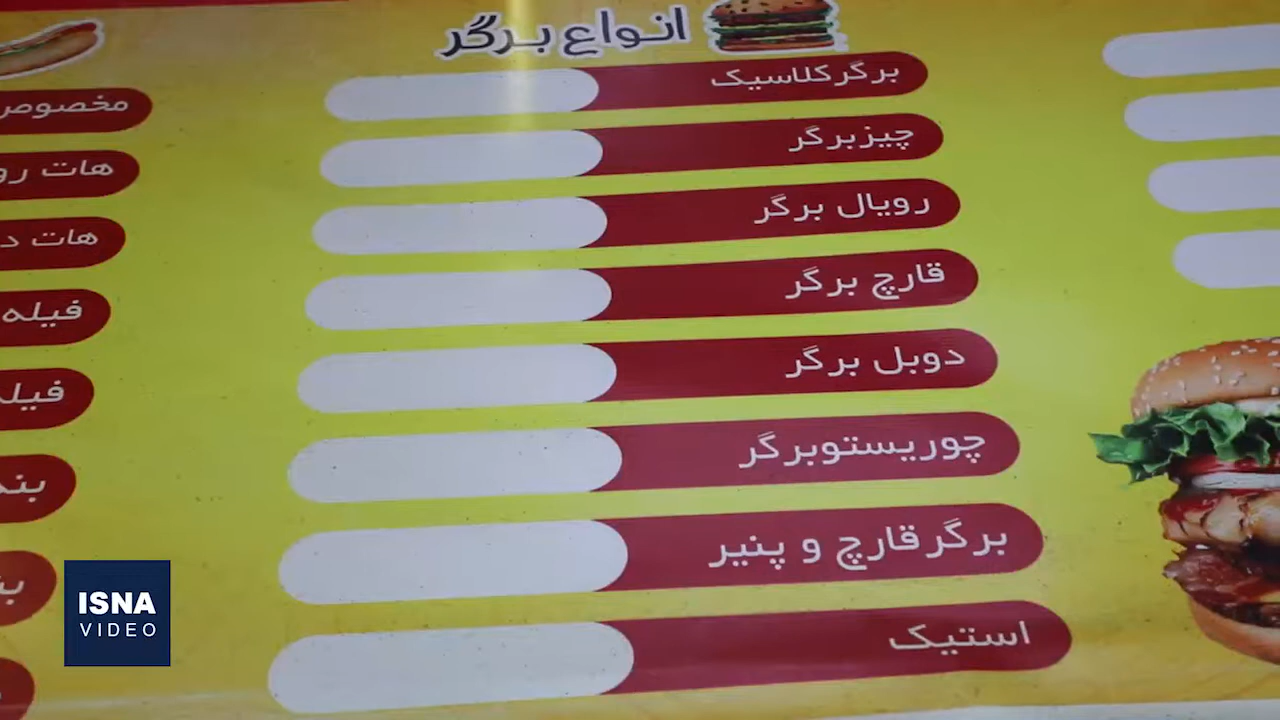 انواع برگر
برگر کلاسیک
چیزبرگر
رویال برگر
قارچ برگر
دوبل برگر
چوریستوبرگر
برگر قارچ و پنیر
استیک
هات
هات
فیله
ISNA
VIDEO